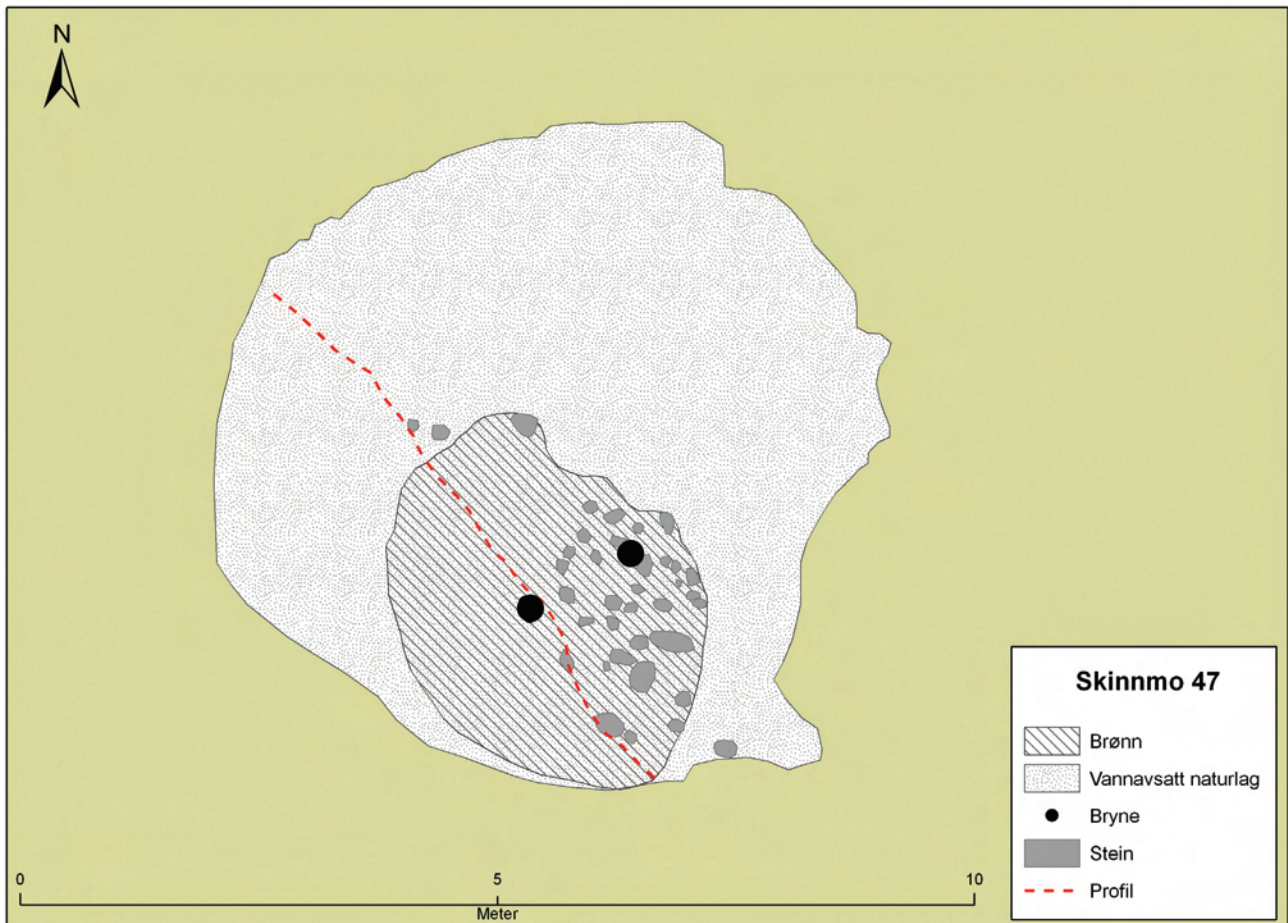 N
Skinnmo 47
Brønn
Vannavsatt naturlag
Bryne
Stein
Profil
0 5 10
Meter